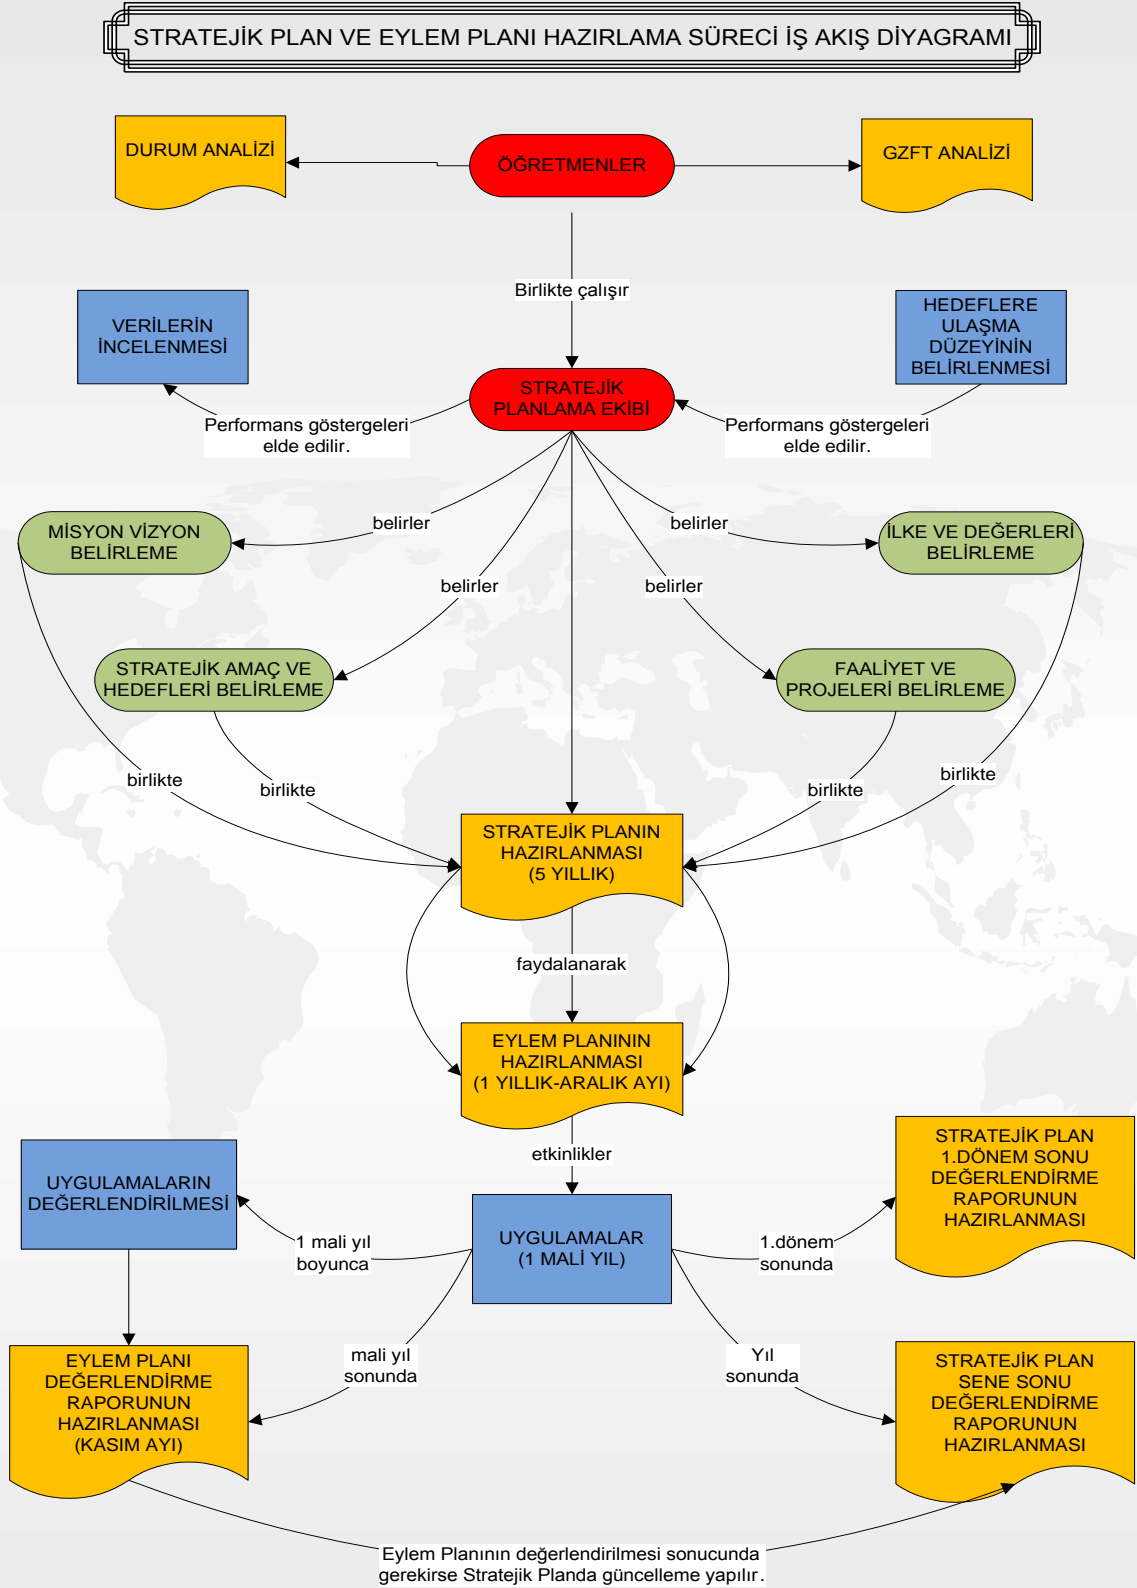 STRATEJİK PLAN VE EYLEM PLANI HAZIRLAMA SÜRECİ İŞ AKIŞ DİYAGRAMI
DURUM ANALİZİ
ÖĞRETMENLER
GZFT ANALİZİ
Birlikte çalışır
VERİLERİN
İNCELENMESİ
HEDEFLERE
ULAŞMA
DÜZEYİNİN
BELİRLENMESİ
STRATEJİK
PLANLAMA EKİBİ
Performans göstergeleri
elde edilir.
Performans göstergeleri
elde edilir.
belirler
belirler
MİSYON VİZYON
BELİRLEME
İLKE VE DEĞERLERİ
BELİRLEME
belirler
belirler
STRATEJİK AMAÇ VE
HEDEFLERİ BELİRLEME
FAALİYET VE
PROJELERİ BELİRLEME
birlikte
birlikte
birlikte
birlikte
STRATEJİK PLANIN
HAZIRLANMASI
(5 YILLIK)
faydalanarak
EYLEM PLANININ
HAZIRLANMASI
(1 YILLIK-ARALIK AYI)
etkinlikler
STRATEJİK PLAN
1.DÖNEM SONU
DEĞERLENDİRME
RAPORUNUN
HAZIRLANMASI
UYGULAMALARIN
DEĞERLENDİRİLMESİ
1 mali yıl
boyunca
UYGULAMALAR
(1 MALİ YIL)
1.dönem
sonunda
mali yıl
sonunda
Yıl
sonunda
EYLEM PLANI
DEĞERLENDİRME
RAPORUNUN
HAZIRLANMASI
(KASIM AYI)
STRATEJİK PLAN
SENE SONU
DEĞERLENDİRME
RAPORUNUN
HAZIRLANMASI
Eylem Planının değerlendirilmesi sonucunda
gerekirse Stratejik Planda güncelleme yapılır.